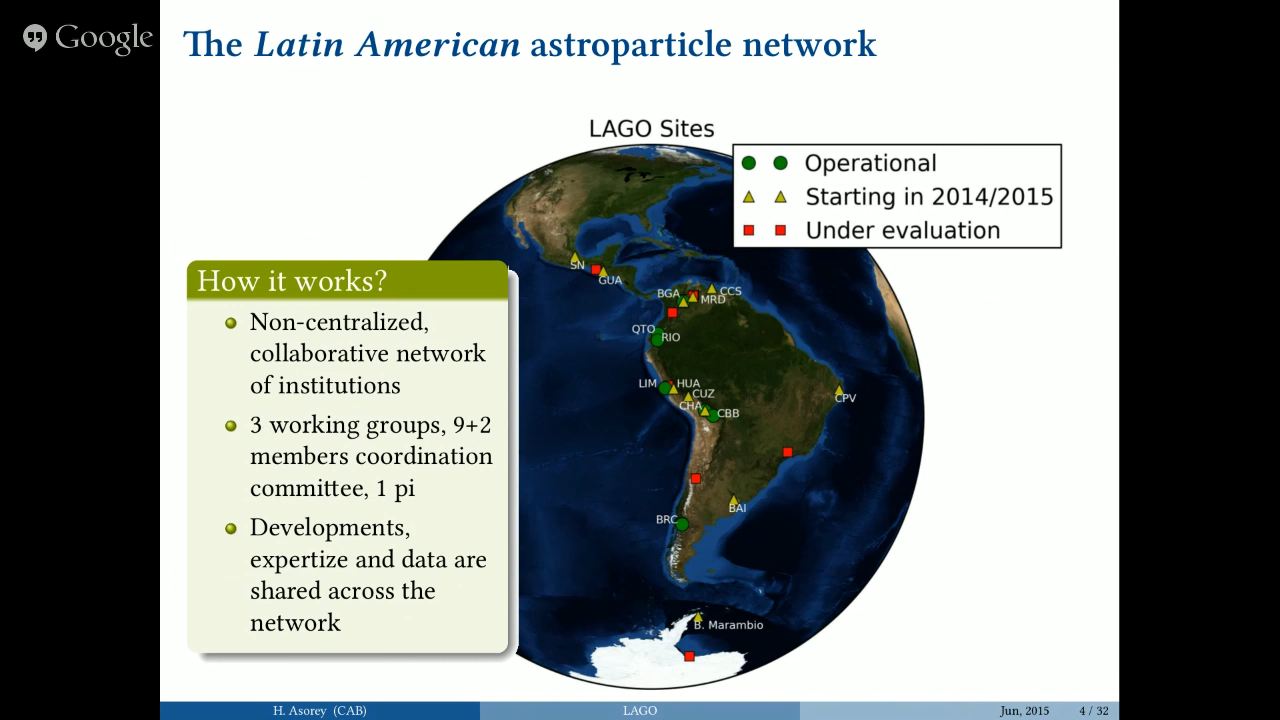 Google
The Latin American astroparticle network
LAGO Sites
Operational
Starting in 2014/2015
Under evaluation
How it works?
Non-centralized,
collaborative network
of institutions
3 working groups, 9+2
members coordination
committee, 1 pi
Developments,
expertize and data are
shared across the
network
SN
GUA
BGA
MRD
CCS
QTO
RIO
LIM
HUA
CUZ
CHA
CBB
CPV
BAI
BRC
B. Marambio
H. Asorey (CAB)
LAGO
Jun, 2015
4 / 32